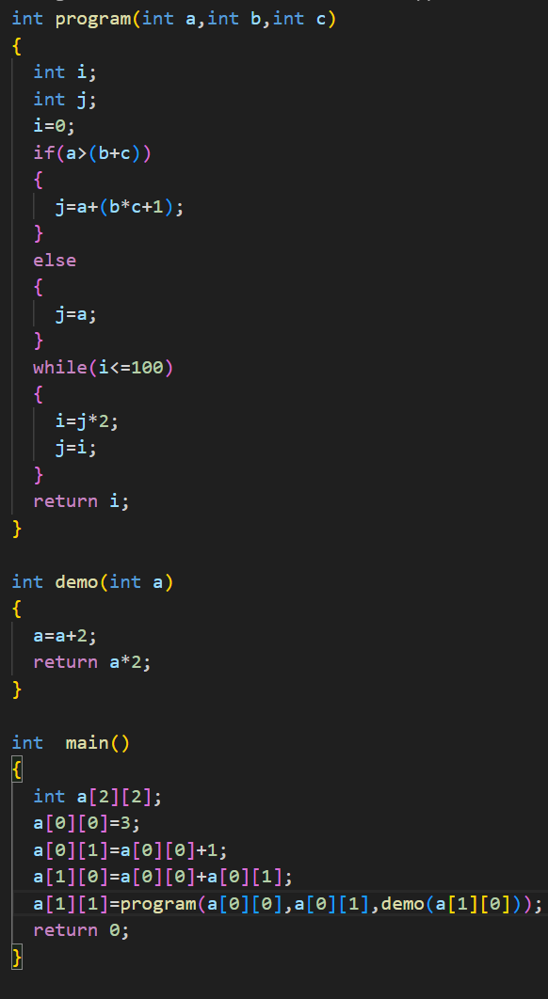 int program(int a,int b,int c)
{
  int i;
  int j;
  i=0;
  if(a>(b+c))
  {
    j=a+(b*c+1);
  }
  else
  {
    j=a;
  }
  while(i<=100)
  {
    i=j*2;
    j=i;
  }
  return i;
}

int demo(int a)
{
  a=a+2;
  return a*2;
}

int  main()
{
  int a[2][2];
  a[0][0]=3;
  a[0][1]=a[0][0]+1;
  a[1][0]=a[0][0]+a[0][1];
  a[1][1]=program(a[0][0],a[0][1],demo(a[1][0]));
  return 0;
}